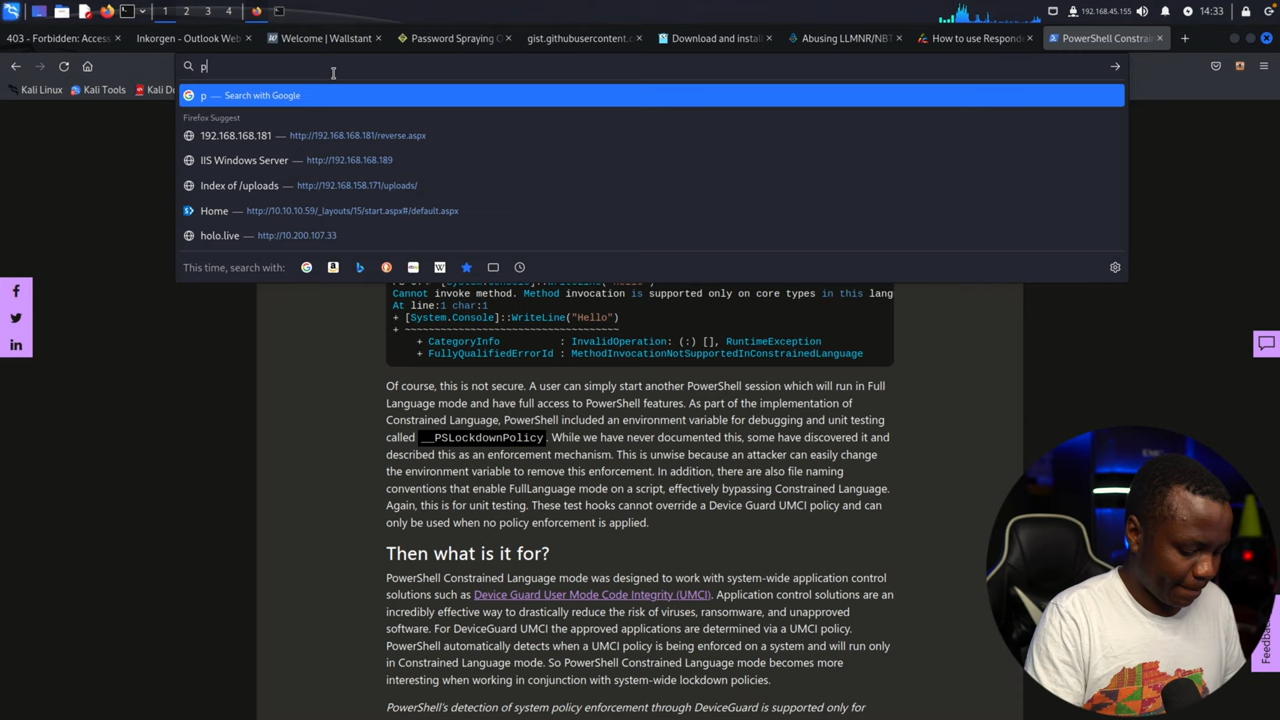 1 2 3 4
192.168.45.155 14:33
403 - Forbidden: Acces
Inkorgen - Outlook Web
Welcome | Wallstant
Password Spraying O
gist.githubusercontent.c
Download and install
Abusing LLMNR/NBT
How to use Respond
PowerShell Constrain
p
Kali Linux Kali Tools Kali Do
p — Search with Google
Firefox Suggest
192.168.168.181 — http://192.168.168.181/reverse.aspx
IIS Windows Server — http://192.168.168.189
Index of /uploads — http://192.168.158.171/uploads/
Home — http://10.10.10.59/_layouts/15/start.aspx#/default.aspx
holo.live — http://10.200.107.33
This time, search with:
Cannot invoke method. Method invocation is supported only on core types in this lang
At line:1 char:1
+ [System.Console]::WriteLine("Hello")
+ ~~~~~~~~~~~~~~~~~~~~~~~~~~~~~~~~~~~~
+ CategoryInfo : InvalidOperation: (:) [], RuntimeException
+ FullyQualifiedErrorId : MethodInvocationNotSupportedInConstrainedLanguage
Of course, this is not secure. A user can simply start another PowerShell session which will run in Full
Language mode and have full access to PowerShell features. As part of the implementation of
Constrained Language, PowerShell included an environment variable for debugging and unit testing
called __PSLockdownPolicy. While we have never documented this, some have discovered it and
described this as an enforcement mechanism. This is unwise because an attacker can easily change
the environment variable to remove this enforcement. In addition, there are also file naming
conventions that enable FullLanguage mode on a script, effectively bypassing Constrained Language.
Again, this is for unit testing. These test hooks cannot override a Device Guard UMCI policy and can
only be used when no policy enforcement is applied.
Then what is it for?
PowerShell Constrained Language mode was designed to work with system-wide application control
solutions such as Device Guard User Mode Code Integrity (UMCI). Application control solutions are an
incredibly effective way to drastically reduce the risk of viruses, ransomware, and unapproved
software. For DeviceGuard UMCI the approved applications are determined via a UMCI policy.
PowerShell automatically detects when a UMCI policy is being enforced on a system and will run only
in Constrained Language mode. So PowerShell Constrained Language mode becomes more
interesting when working in conjunction with system-wide lockdown policies.
PowerShell's detection of system policy enforcement through DeviceGuard is supported only for